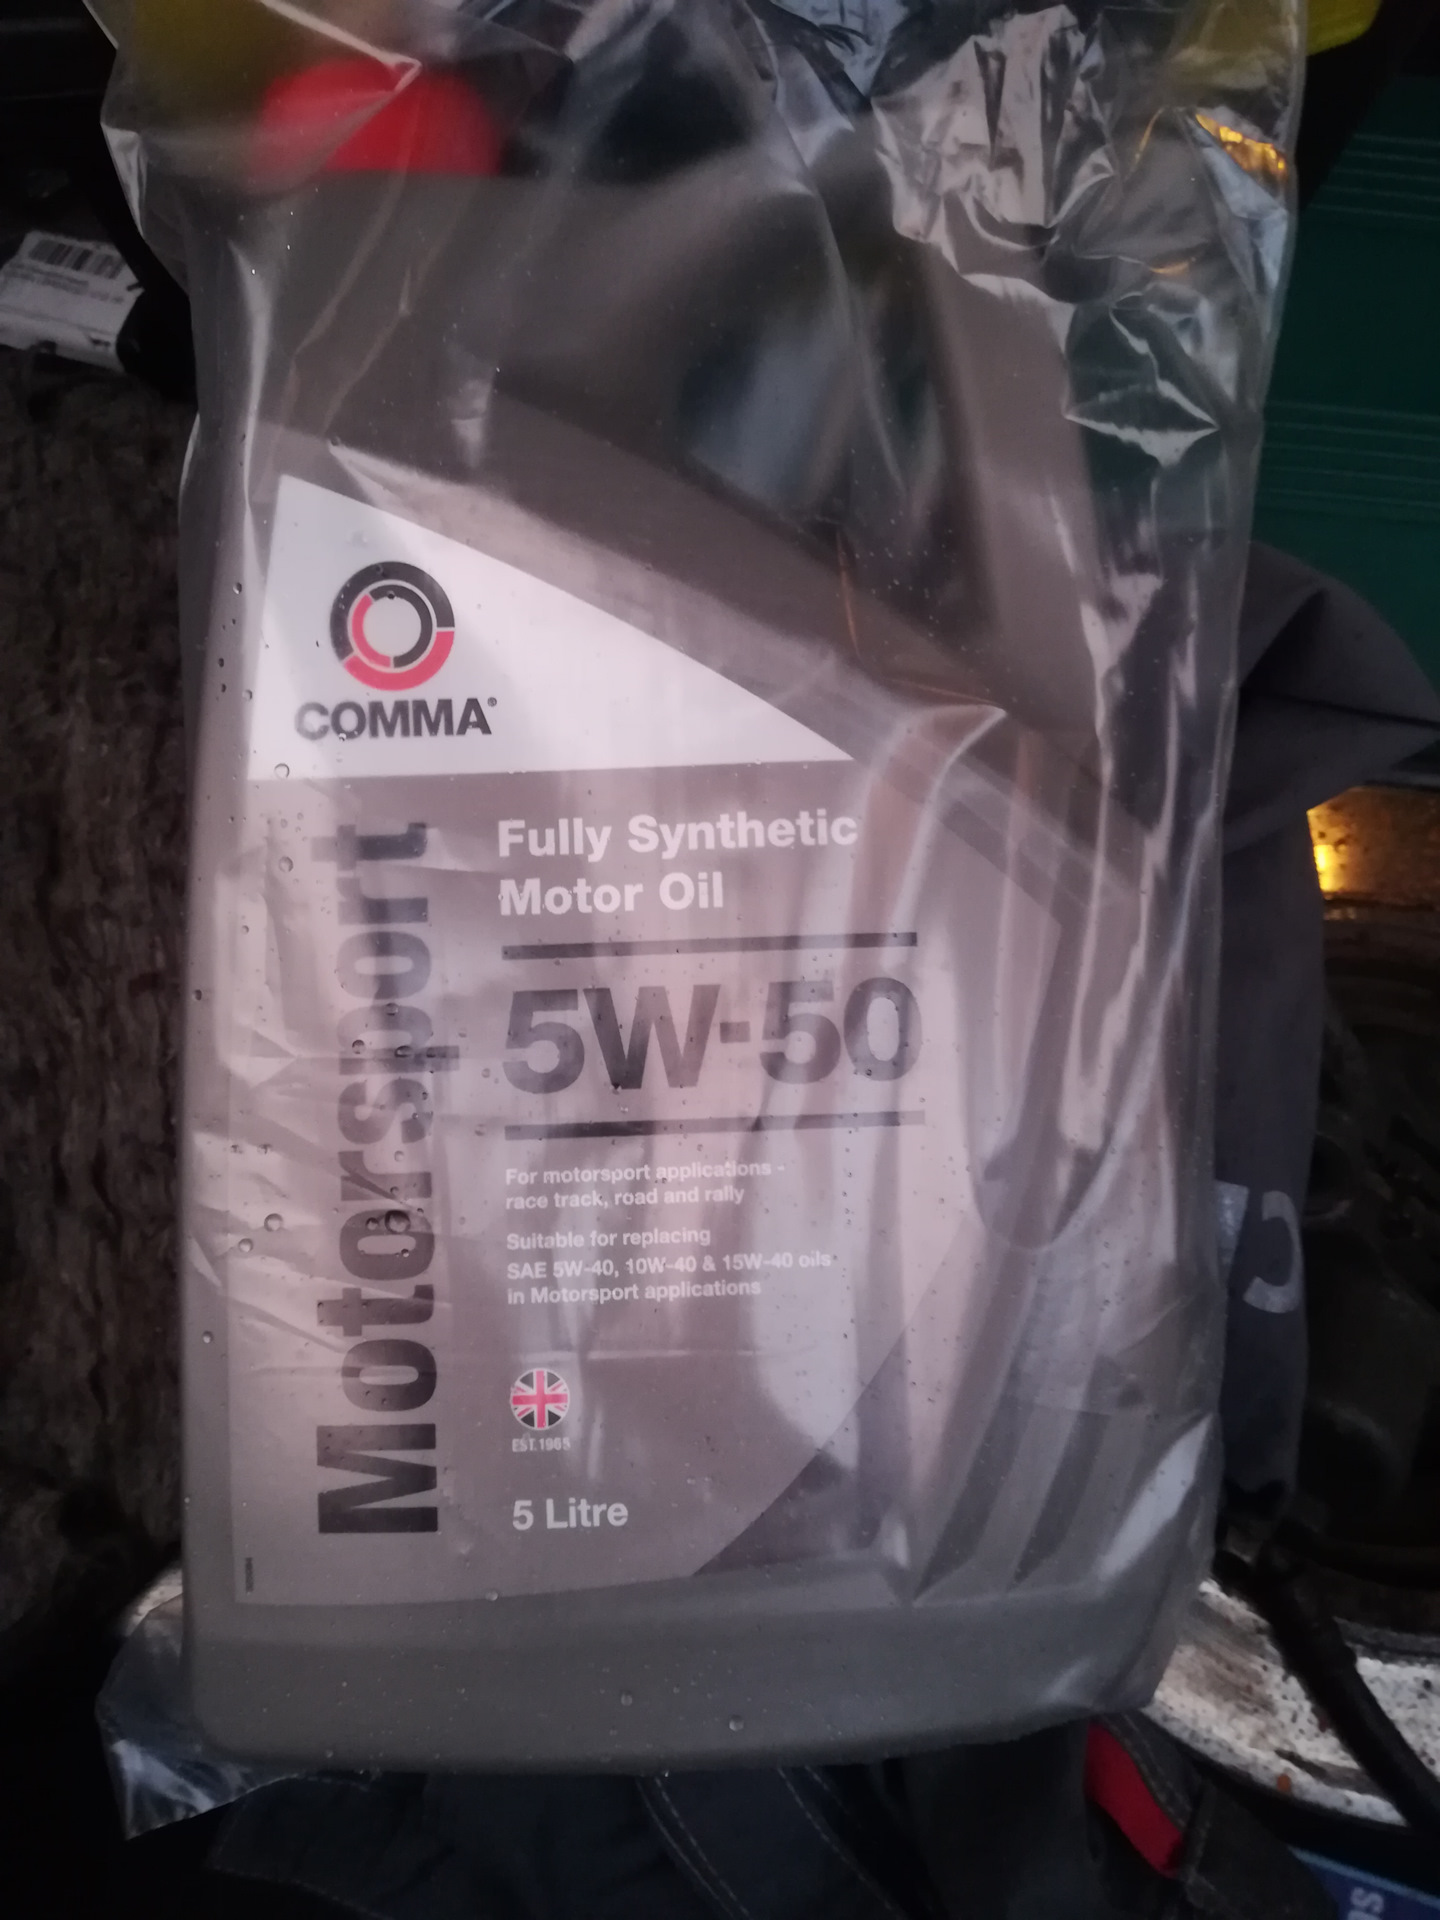 COMMA®
Motorsport
Fully Synthetic
Motor Oil
5W-50
For motorsport applications -
race track, road and rally
Suitable for replacing
SAE 5W-40, 10W-40 & 15W-40 oils
in Motorsport applications
EST.1965
5 Litre